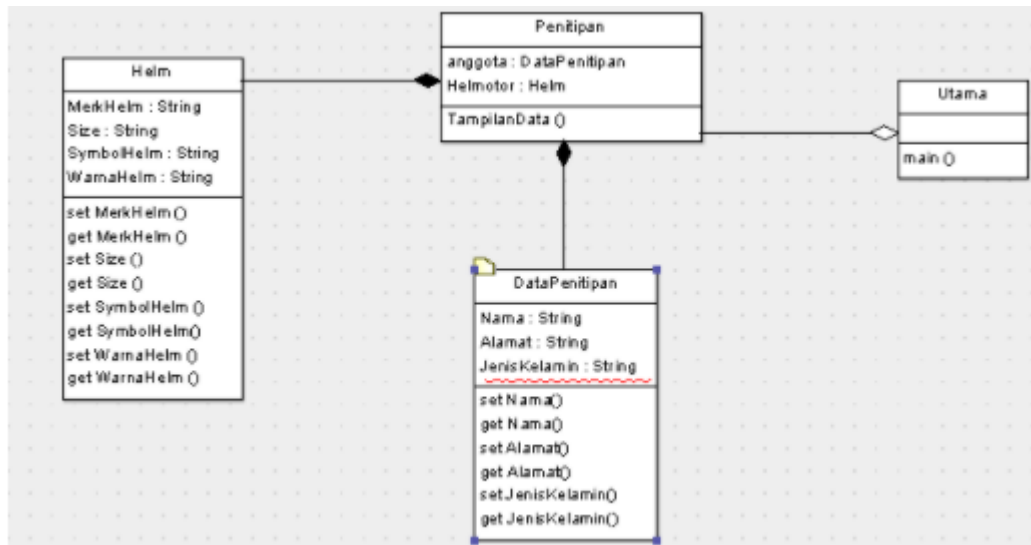 Helm
MerkHelm : String
Size : String
SymbolHelm : String
WarnaHelm : String
set MerkHelm ()
get MerkHelm ()
set Size ()
get Size ()
set SymbolHelm ()
get SymbolHelm()
set WarnaHelm ()
get WarnaHelm ()
Penitipan
anggota : DataPenitipan
Helmotor : Helm
TampilanData ()
Utama
main ()
DataPenitipan
Nama : String
Alamat : String
JenisKelamin : String
set Nama()
get Nama()
set Alamat()
get Alamat()
set JenisKelamin()
get JenisKelamin()